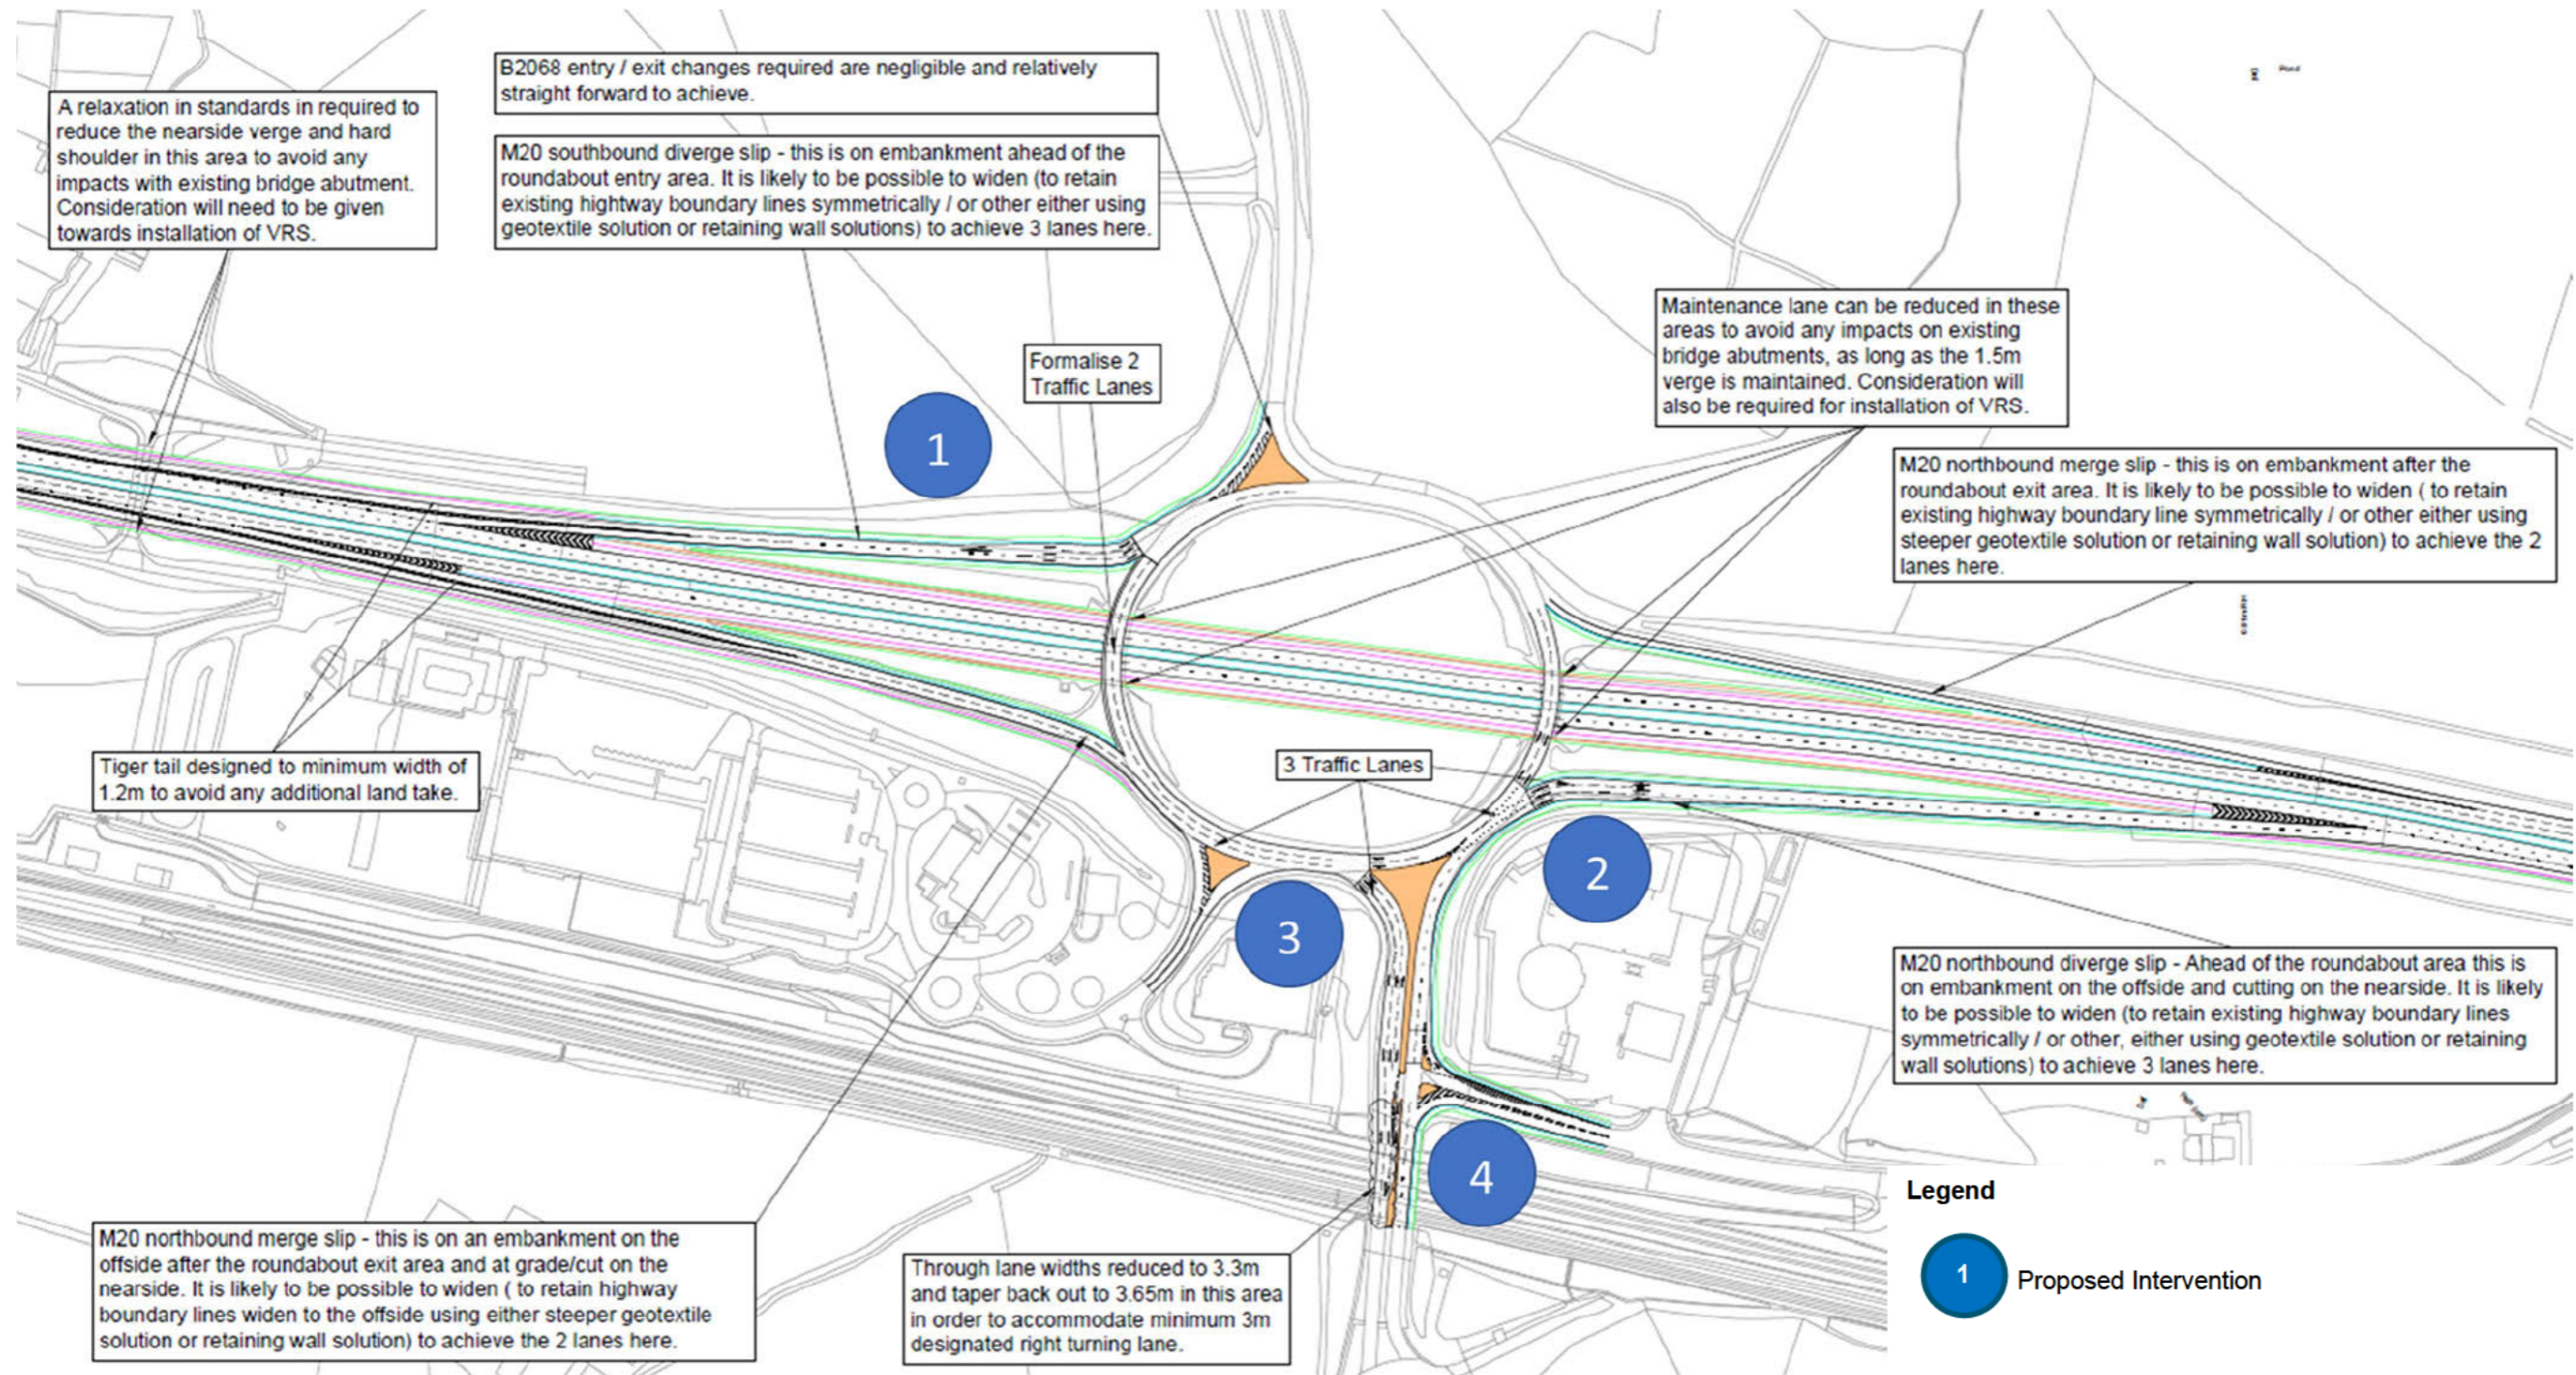 A relaxation in standards in required to
reduce the nearside verge and hard
shoulder in this area to avoid any
impacts with existing bridge abutment.
Consideration will need to be given
towards installation of VRS.
B2068 entry / exit changes required are negligible and relatively
straight forward to achieve.
M20 southbound diverge slip - this is on embankment ahead of the
roundabout entry area. It is likely to be possible to widen (to retain
existing hightway boundary lines symmetrically / or other either using
geotextile solution or retaining wall solutions) to achieve 3 lanes here.
Pond
Formalise 2
Traffic Lanes
Maintenance lane can be reduced in these
areas to avoid any impacts on existing
bridge abutments, as long as the 1.5m
verge is maintained. Consideration will
also be required for installation of VRS.
1
M20 northbound merge slip - this is on embankment after the
roundabout exit area. It is likely to be possible to widen ( to retain
existing highway boundary line symmetrically / or other either using
steeper geotextile solution or retaining wall solution) to achieve the 2
lanes here.
Tiger tail designed to minimum width of
1.2m to avoid any additional land take.
3 Traffic Lanes
2
3
M20 northbound diverge slip - Ahead of the roundabout area this is
on embankment on the offside and cutting on the nearside. It is likely
to be possible to widen (to retain existing highway boundary lines
symmetrically / or other, either using geotextile solution or retaining
wall solutions) to achieve 3 lanes here.
4
M20 northbound merge slip - this is on an embankment on the
offside after the roundabout exit area and at grade/cut on the
nearside. It is likely to be possible to widen ( to retain highway
boundary lines widen to the offside using either steeper geotextile
solution or retaining wall solution) to achieve the 2 lanes here.
Through lane widths reduced to 3.3m
and taper back out to 3.65m in this area
in order to accommodate minimum 3m
designated right turning lane.
Legend
1
Proposed Intervention